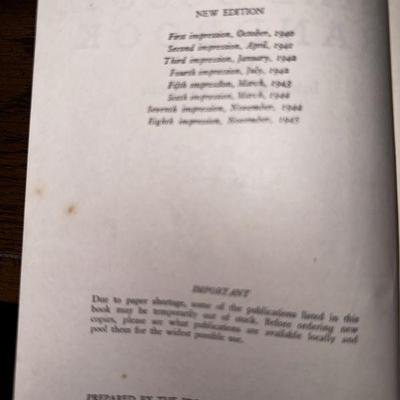 NEW EDITION
First impression, October, 1940
Second impression, April, 1941
Third impression, January, 1942
Fourth impression, July, 1942
Fifth impression, March, 1943
Sixth impression, March, 1944
Seventh impression, November, 1944
Eighth impression, November, 1945
IMPORTANT
Due to paper shortage, some of the publications listed in this
book may be temporarily out of stock. Before ordering new
copies, please see what publications are available locally and
pool them for the widest possible use.
PREPARED BY THE